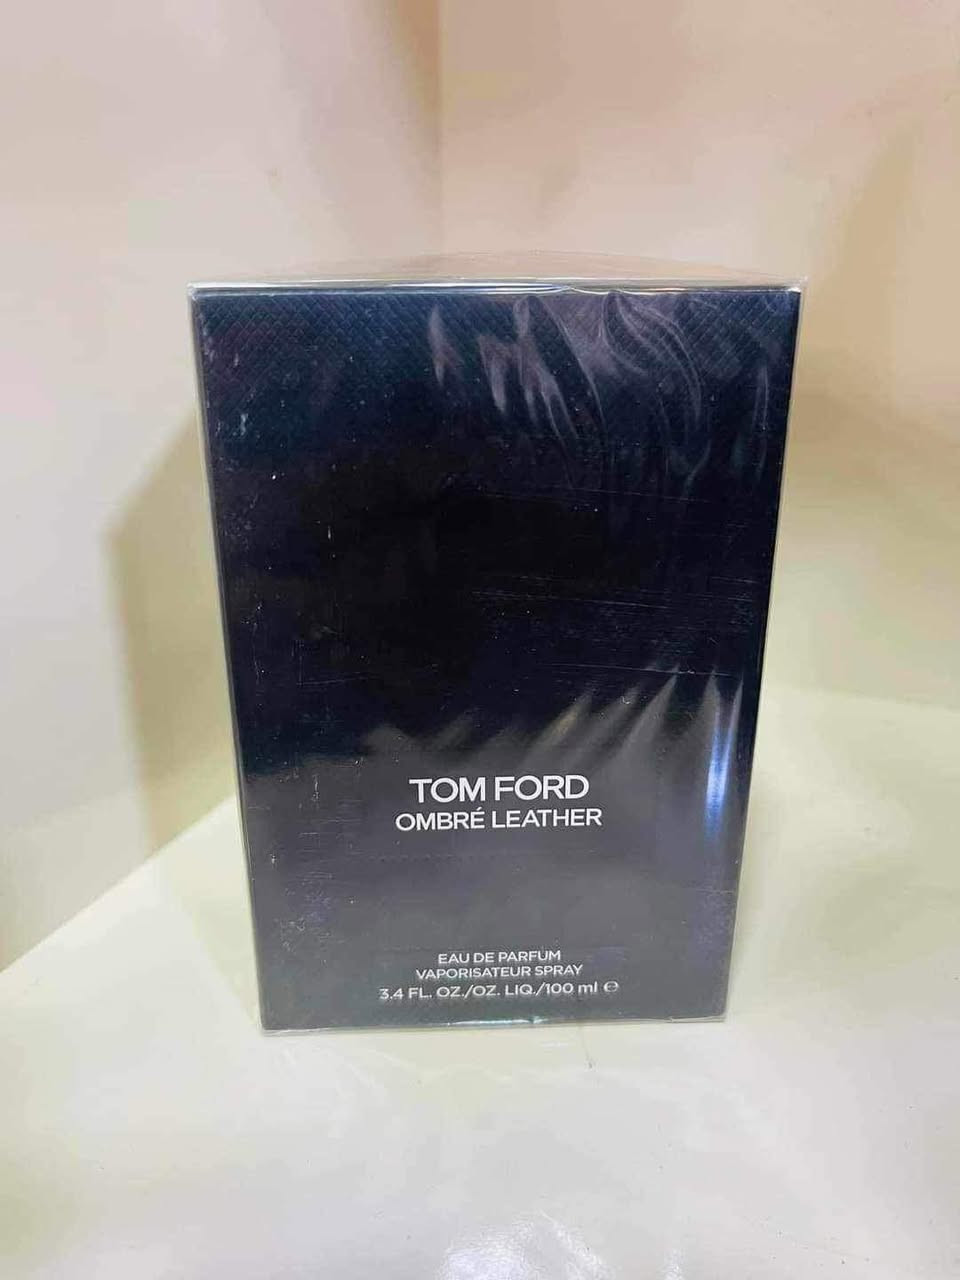 TOM FORD
OMBRÉ LEATHER
EAU DE PARFUM
VAPORISATEUR SPRAY
3.4 FL. OZ./OZ. LIQ./100 ml ℮